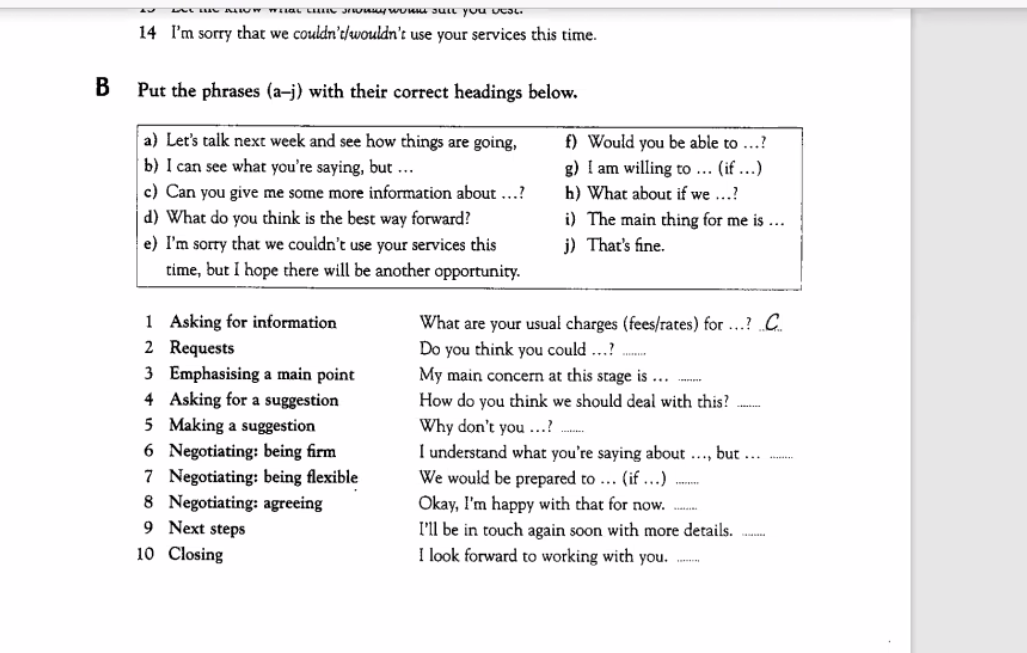 14 I'm sorry that we couldn't/wouldn't use your services this time.
B Put the phrases (a–j) with their correct headings below.
a) Let's talk next week and see how things are going,
b) I can see what you're saying, but …
c) Can you give me some more information about …?
d) What do you think is the best way forward?
e) I'm sorry that we couldn't use your services this
time, but I hope there will be another opportunity.
f) Would you be able to …?
g) I am willing to … (if …)
h) What about if we …?
i) The main thing for me is …
j) That's fine.
1 Asking for information What are your usual charges (fees/rates) for …? ..C..
2 Requests Do you think you could …? ........
3 Emphasising a main point My main concern at this stage is … ........
4 Asking for a suggestion How do you think we should deal with this? ........
5 Making a suggestion Why don't you …? ........
6 Negotiating: being firm I understand what you're saying about …, but … ........
7 Negotiating: being flexible We would be prepared to … (if …) ........
8 Negotiating: agreeing Okay, I'm happy with that for now. ........
9 Next steps I'll be in touch again soon with more details. ........
10 Closing I look forward to working with you. ........